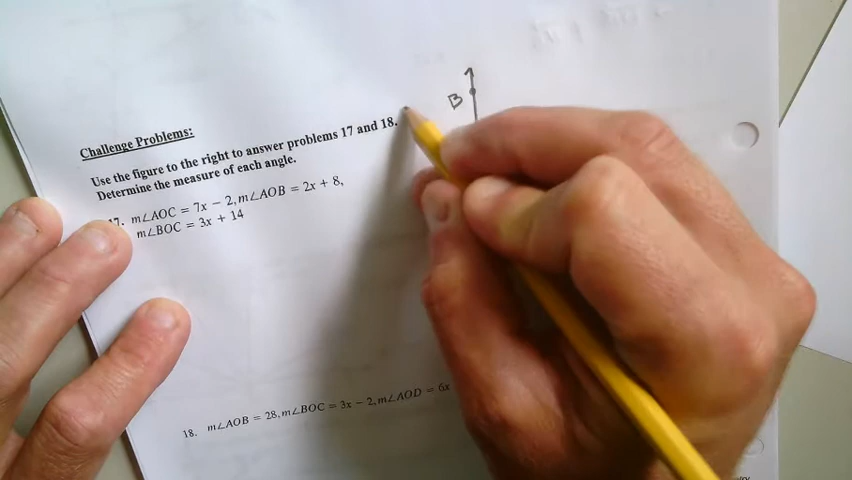 B
Challenge Problems:
Use the figure to the right to answer problems 17 and 18.
Determine the measure of each angle.
17. m∠AOC = 7x − 2, m∠AOB = 2x + 8,
m∠BOC = 3x + 14
18. m∠AOB = 28, m∠BOC = 3x − 2, m∠AOD = 6x